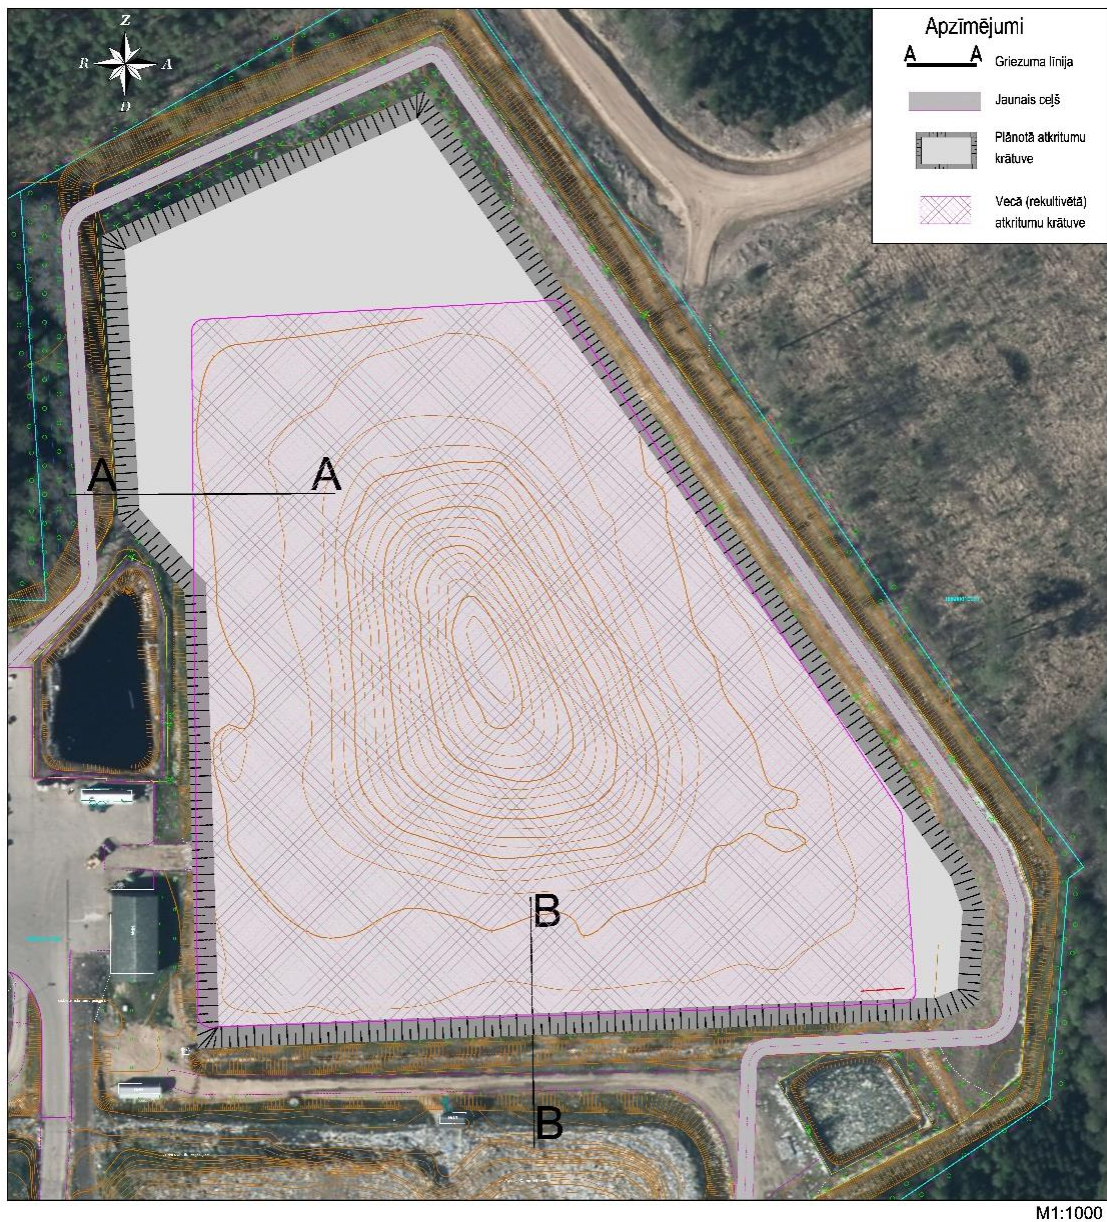 Z
R A
D
Apzīmējumi
A A
Griezuma līnija
Jaunais ceļš
Plānotā atkritumu
krātuve
Vecā (rekultivētā)
atkritumu krātuve
A A
B
B
M1:1000